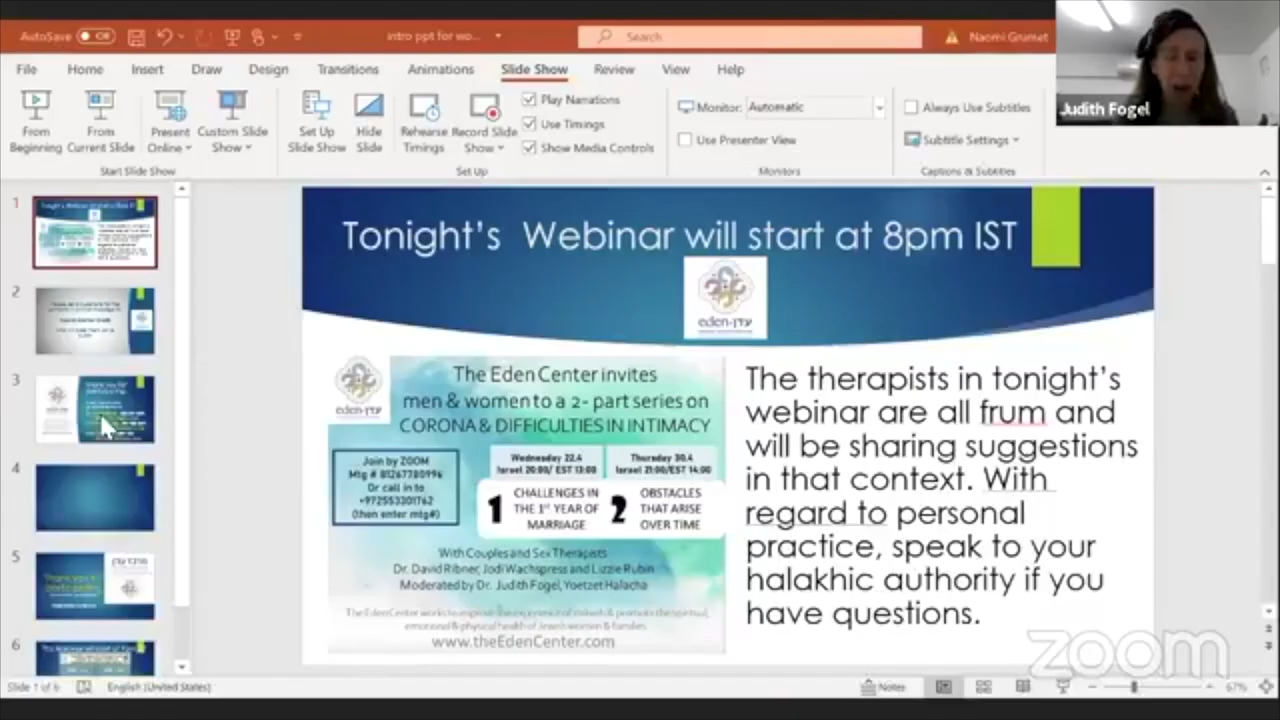 AutoSave Off
intro ppt for wo...
Search
Naomi Grumet
Judith Fogel
File Home Insert Draw Design Transitions Animations Slide Show Review View Help
From Beginning
From Current Slide
Present Online
Custom Slide Show
Start Slide Show
Set Up Slide Show
Hide Slide
Rehearse Timings
Record Slide Show
Play Narrations
Use Timings
Show Media Controls
Set Up
Monitor: Automatic
Use Presenter View
Monitors
Always Use Subtitles
Subtitle Settings
Captions & Subtitles
1
2
3
4
5
6
Tonight's Webinar will start at 8pm IST
eden-עדן
eden-עדן
The Eden Center invites
men & women to a 2- part series on
CORONA & DIFFICULTIES IN INTIMACY
Join by ZOOM
Mtg # 81267780996
Or call in to
+972553301762
(then enter mtg#)
Wednesday 22.4
Israel 20:00/ EST 13:00
Thursday 30.4
Israel 21:00/EST 14:00
1 CHALLENGES IN
THE 1ST YEAR OF
MARRIAGE
2 OBSTACLES
THAT ARISE
OVER TIME
With Couples and Sex Therapists
Dr. David Ribner, Jodi Wachspress and Lizzie Rubin
Moderated by Dr. Judith Fogel, Yoetzet Halacha
www.theEdenCenter.com
The therapists in tonight's
webinar are all frum and
will be sharing suggestions
in that context. With
regard to personal
practice, speak to your
halakhic authority if you
have questions.
zoom
Slide 1 of 6 English (United States)
Notes
67%